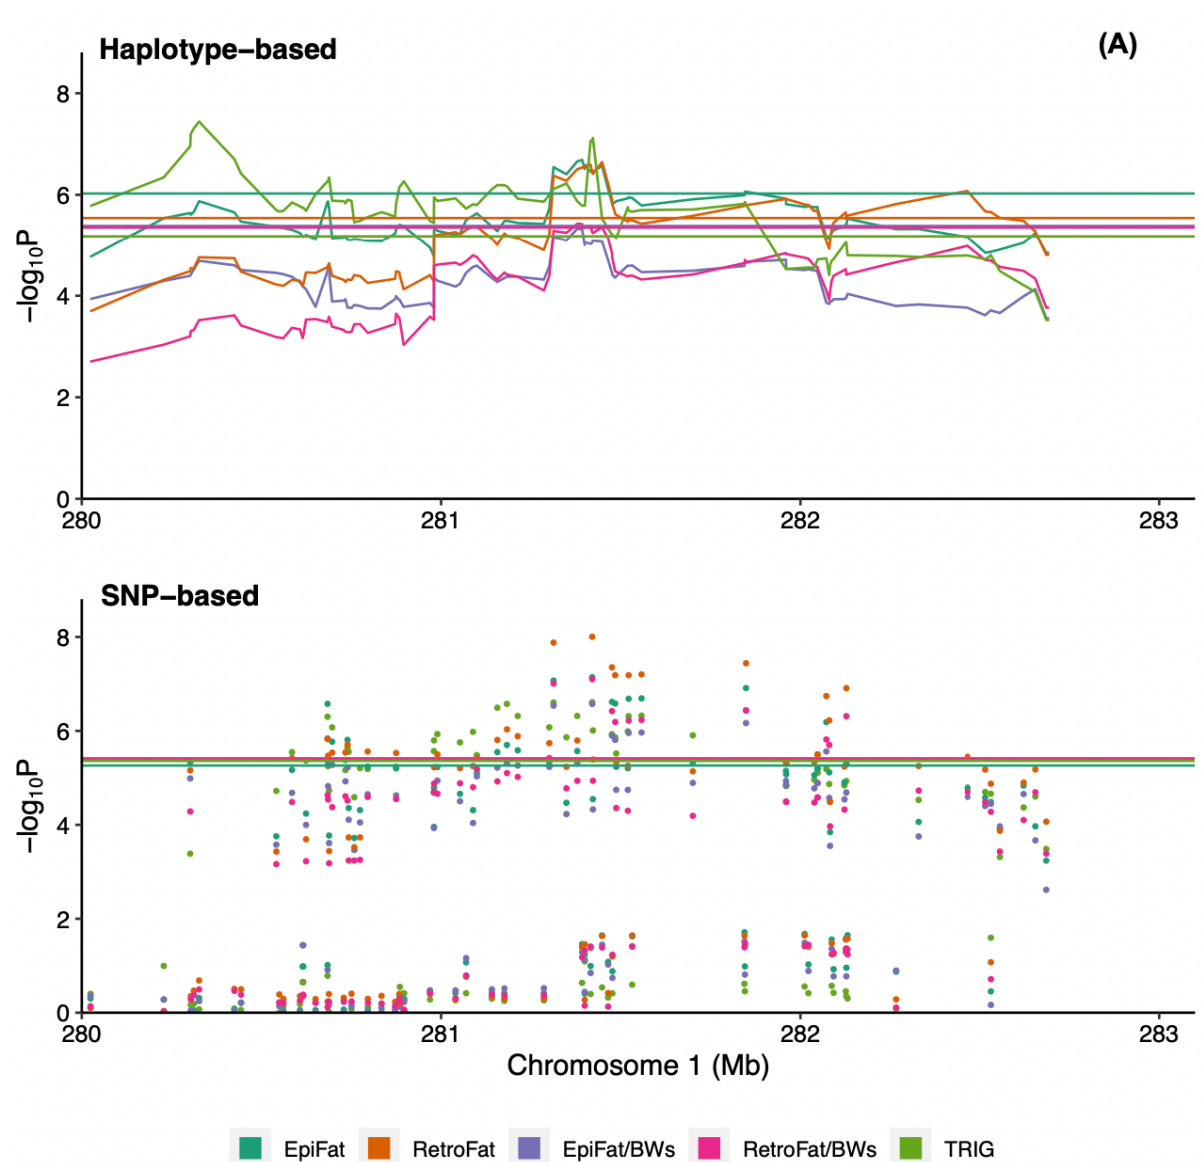 Haplotype–based
(A)
8
6
4
2
0
–log10P
280 281 282 283
SNP–based
8
6
4
2
0
–log10P
280 281 282 283
Chromosome 1 (Mb)
EpiFat RetroFat EpiFat/BWs RetroFat/BWs TRIG